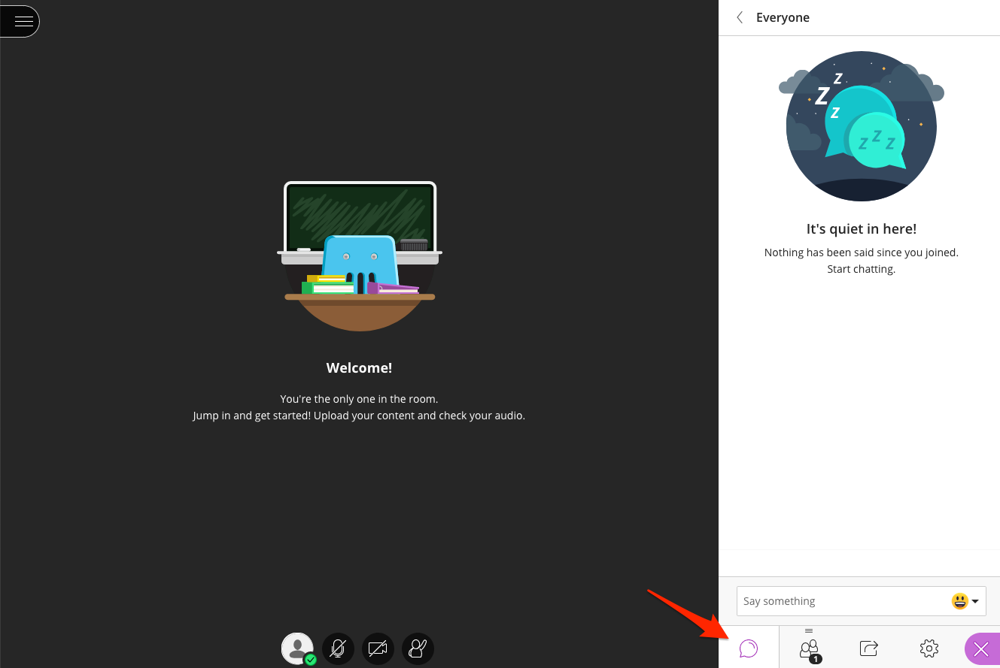 Everyone
z
Z
z
z z z
It's quiet in here!
Nothing has been said since you joined.
Start chatting.
Welcome!
You're the only one in the room.
Jump in and get started! Upload your content and check your audio.
Say something
1